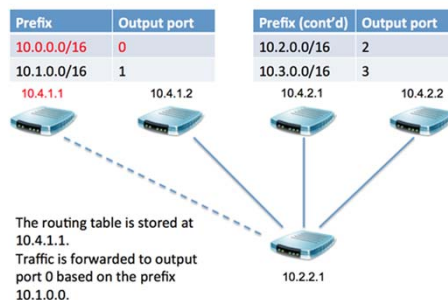 Prefix Output port
10.0.0.0/16 0
10.1.0.0/16 1
Prefix (cont'd) Output port
10.2.0.0/16 2
10.3.0.0/16 3
10.4.1.1 10.4.1.2 10.4.2.1 10.4.2.2
The routing table is stored at
10.4.1.1.
Traffic is forwarded to output
port 0 based on the prefix
10.1.0.0.
10.2.2.1